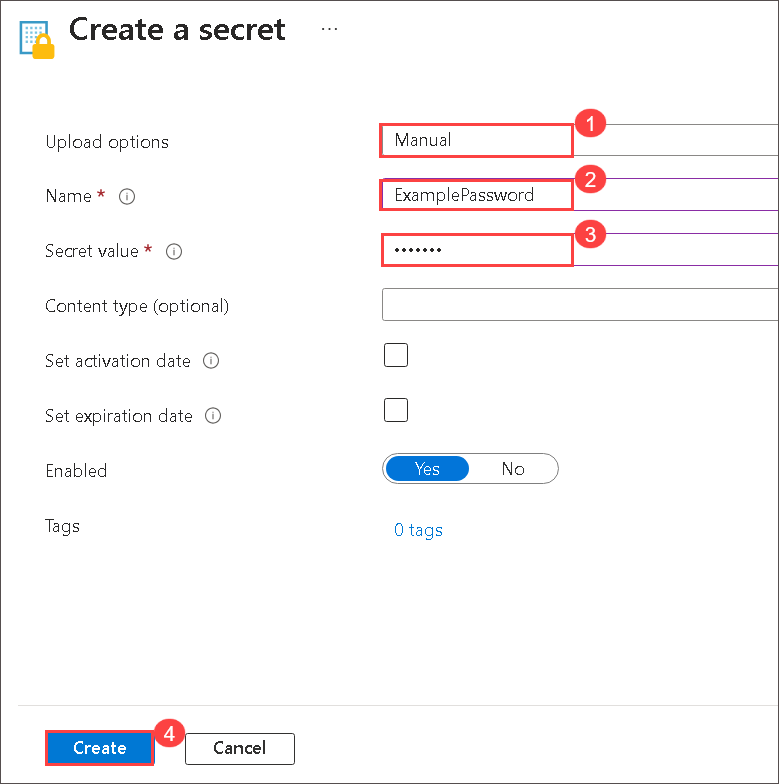 Create a secret ...
Upload options Manual 1
Name * ExamplePassword 2
Secret value * ••••••• 3
Content type (optional)
Set activation date
Set expiration date
Enabled Yes No
Tags 0 tags
Create 4 Cancel